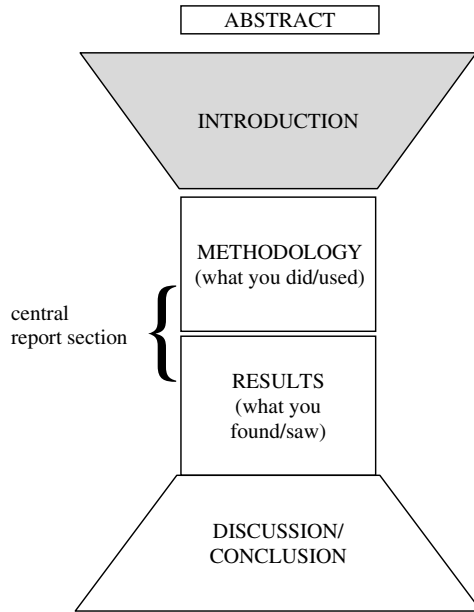 ABSTRACT
INTRODUCTION
METHODOLOGY
(what you did/used)
central
report section
RESULTS
(what you
found/saw)
DISCUSSION/
CONCLUSION